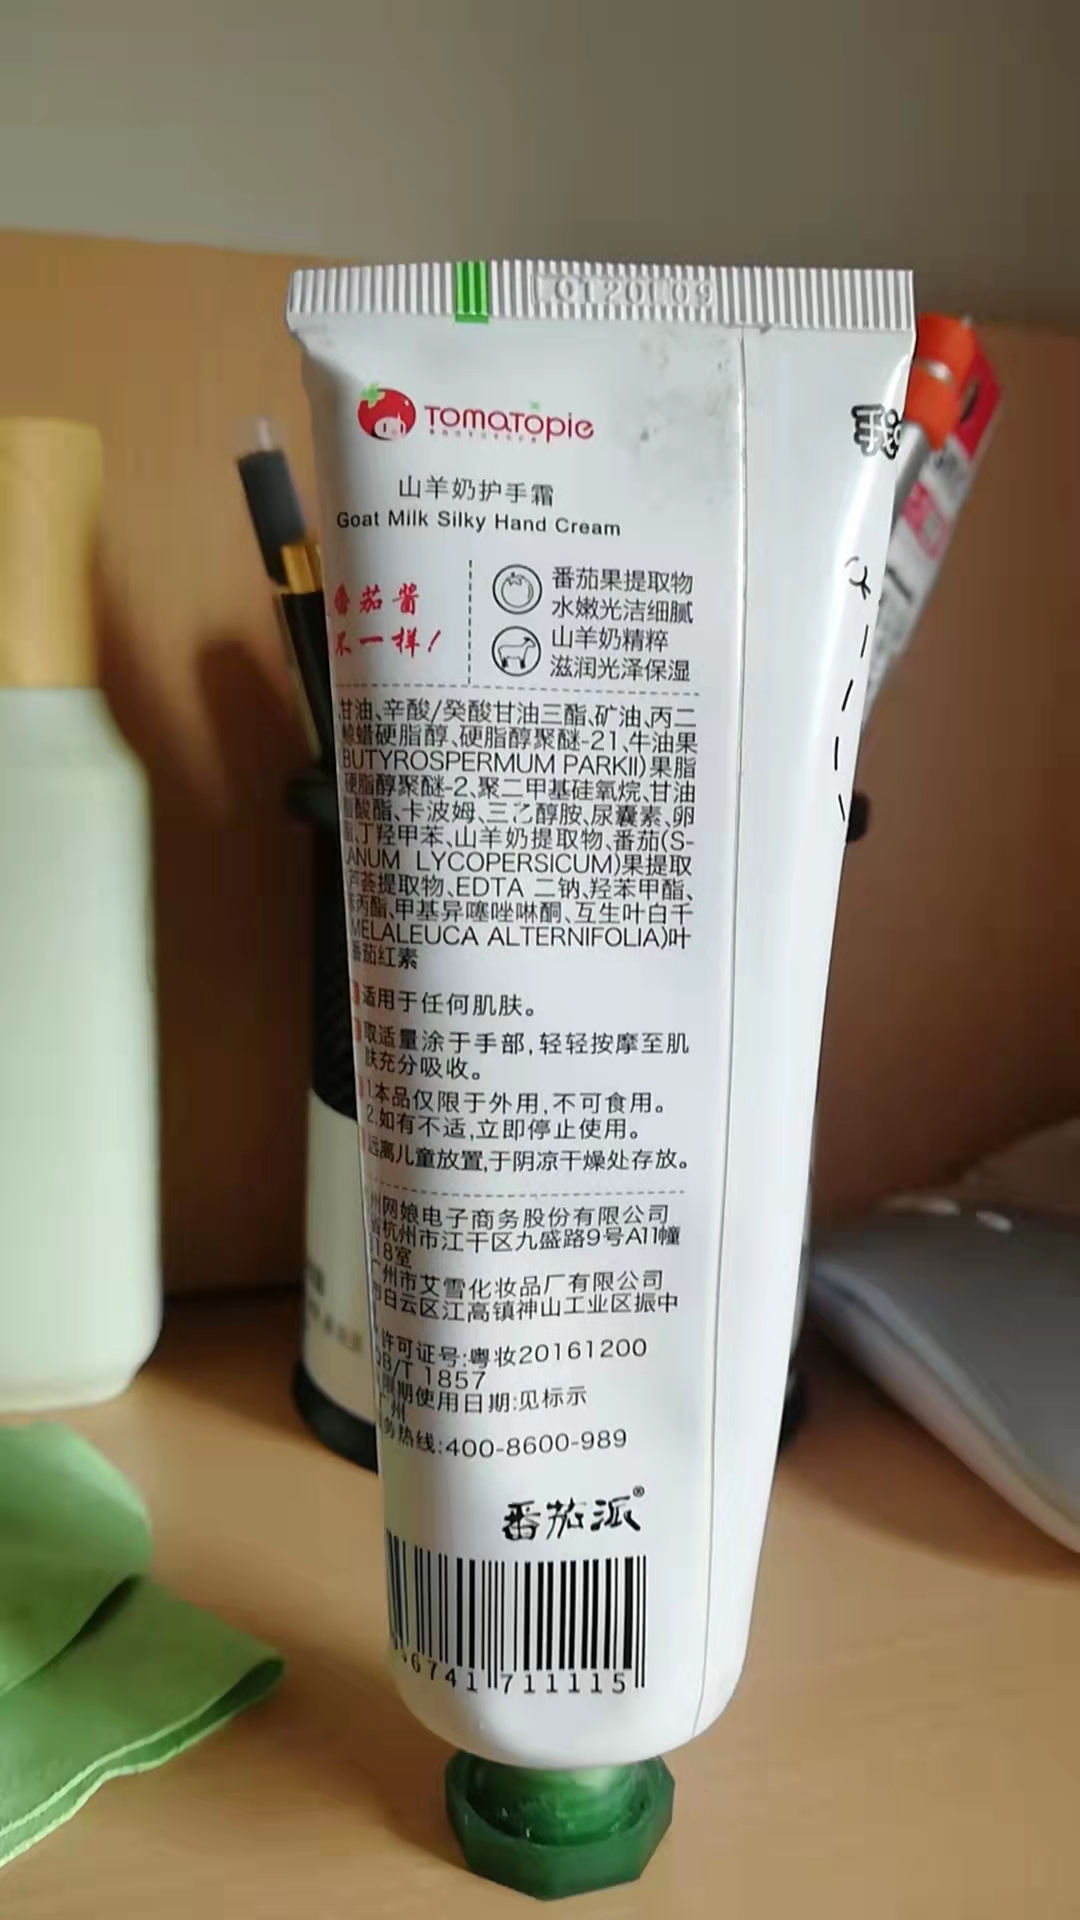 TOMATOPIE
山羊奶护手霜
Goat Milk Silky Hand Cream
番茄酱
不一样!
番茄果提取物
水嫩光洁细腻
山羊奶精粹
滋润光泽保湿
甘油、辛酸/癸酸甘油三酯、矿油、丙二
鲸蜡硬脂醇、硬脂醇聚醚-21、牛油果
BUTYROSPERMUM PARKII)果脂
硬脂醇聚醚-2、聚二甲基硅氧烷、甘油
酸酯、卡波姆、三乙醇胺、尿囊素、卵
丁羟甲苯、山羊奶提取物、番茄(S-
ANUM LYCOPERSICUM)果提取
芦荟提取物、EDTA 二钠、羟苯甲酯、
丙酯、甲基异噻唑啉酮、互生叶白千
MELALEUCA ALTERNIFOLIA)叶
番茄红素
适用于任何肌肤。
取适量涂于手部,轻轻按摩至肌
肤充分吸收。
1.本品仅限于外用,不可食用。
2.如有不适,立即停止使用。
远离儿童放置,于阴凉干燥处存放。
州网娘电子商务股份有限公司
省杭州市江干区九盛路9号A11幢
18室
广州市艾雪化妆品厂有限公司
市白云区江高镇神山工业区振中
许可证号:粤妆20161200
QB/T 1857
限期使用日期:见标示
广州
务热线:400-8600-989
番茄派®
6741 711115